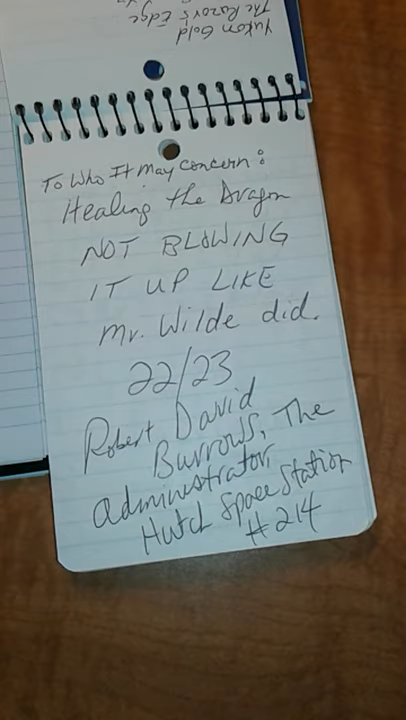 Yukon Gold
The Razor's Edge
To Who It May Concern:
Healing the Dragon
NOT BLOWING
IT UP LIKE
Mr. Wilde did.
22/23
Robert David
Burrows, The
administrator,
Hutch Space Station
#214